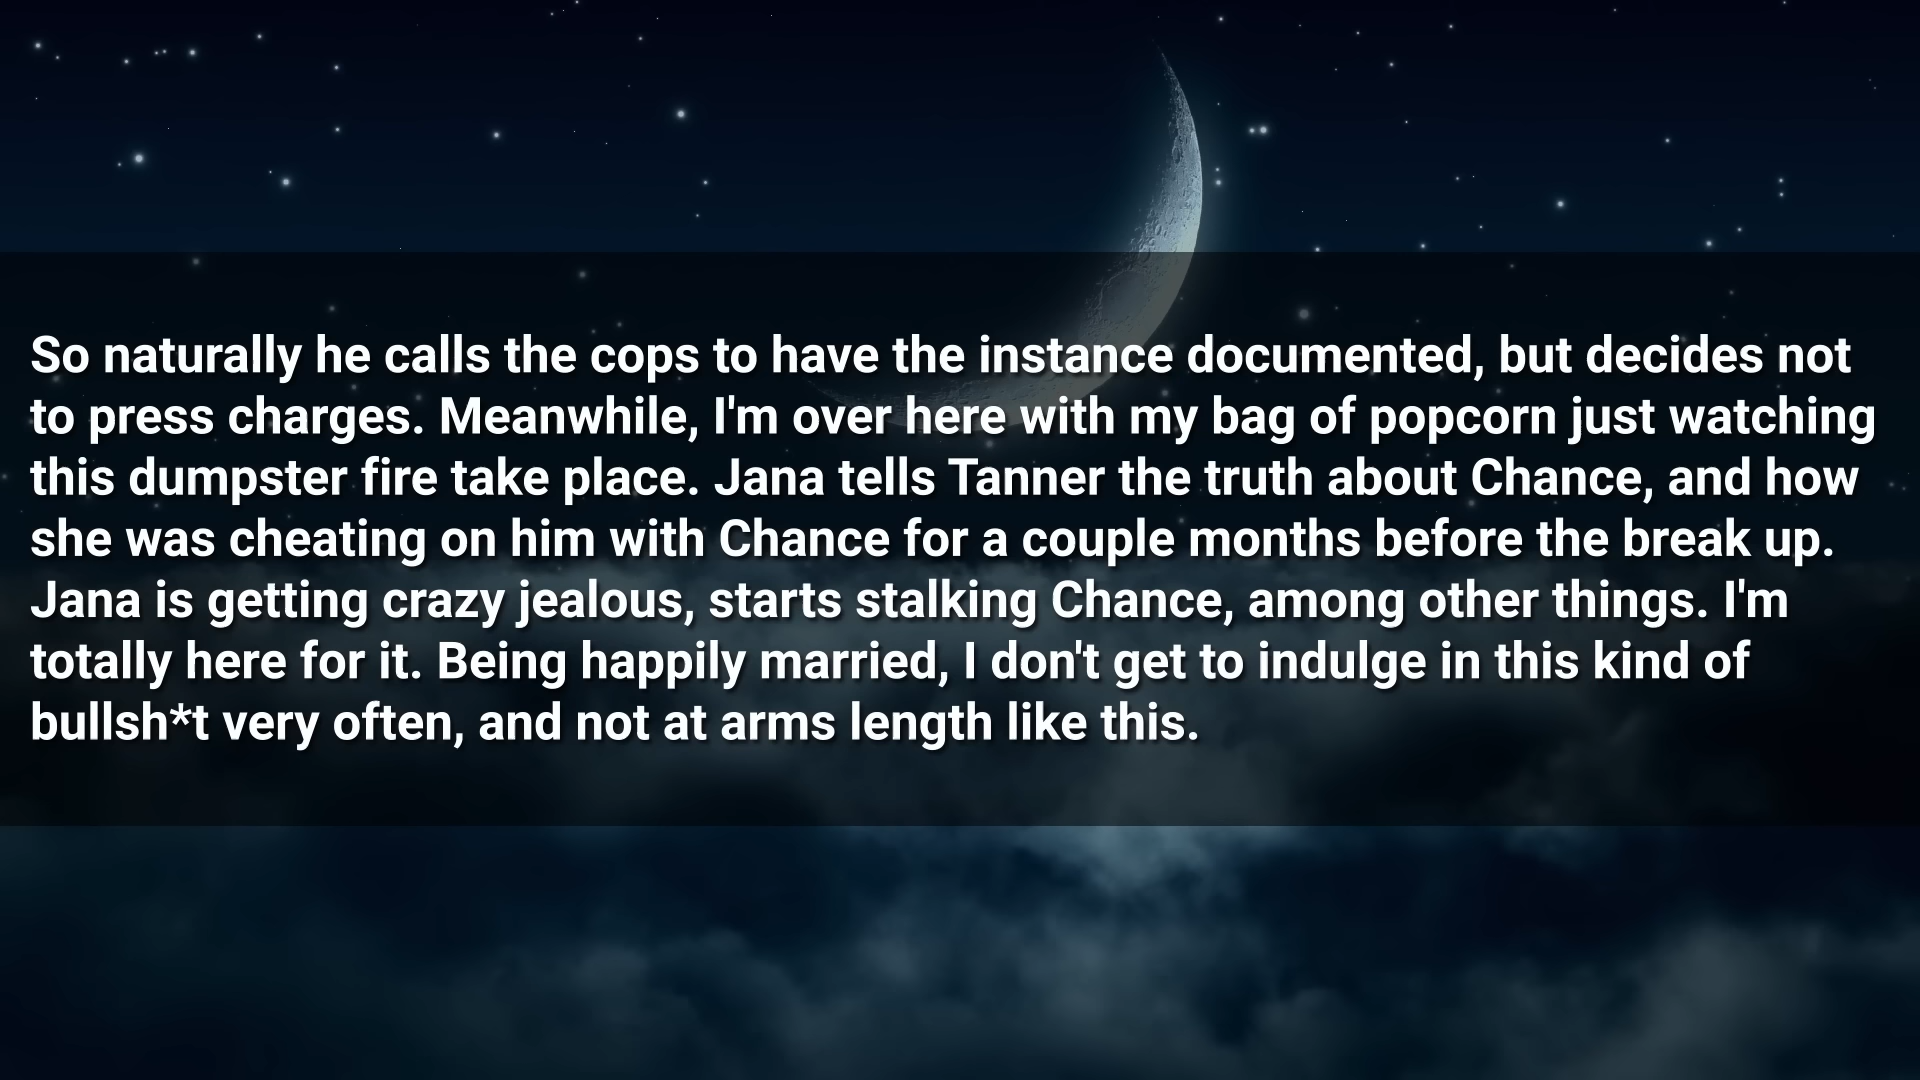 So naturally he calls the cops to have the instance documented, but decides not
to press charges. Meanwhile, I'm over here with my bag of popcorn just watching
this dumpster fire take place. Jana tells Tanner the truth about Chance, and how
she was cheating on him with Chance for a couple months before the break up.
Jana is getting crazy jealous, starts stalking Chance, among other things. I'm
totally here for it. Being happily married, I don't get to indulge in this kind of
bullsh*t very often, and not at arms length like this.